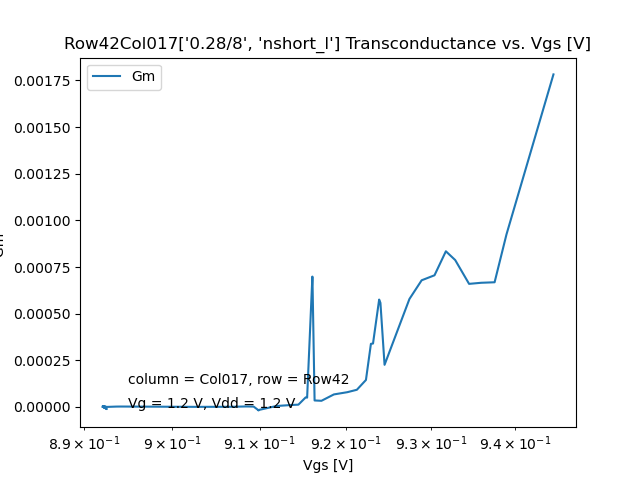 Row42Col017['0.28/8', 'nshort_l'] Transconductance vs. Vgs [V]
Gm
0.00175
0.00150
0.00125
0.00100
0.00075
0.00050
0.00025
0.00000
column = Col017, row = Row42
Vg = 1.2 V, Vdd = 1.2 V
8.9 × 10⁻¹ 9 × 10⁻¹ 9.1 × 10⁻¹ 9.2 × 10⁻¹ 9.3 × 10⁻¹ 9.4 × 10⁻¹
Vgs [V]